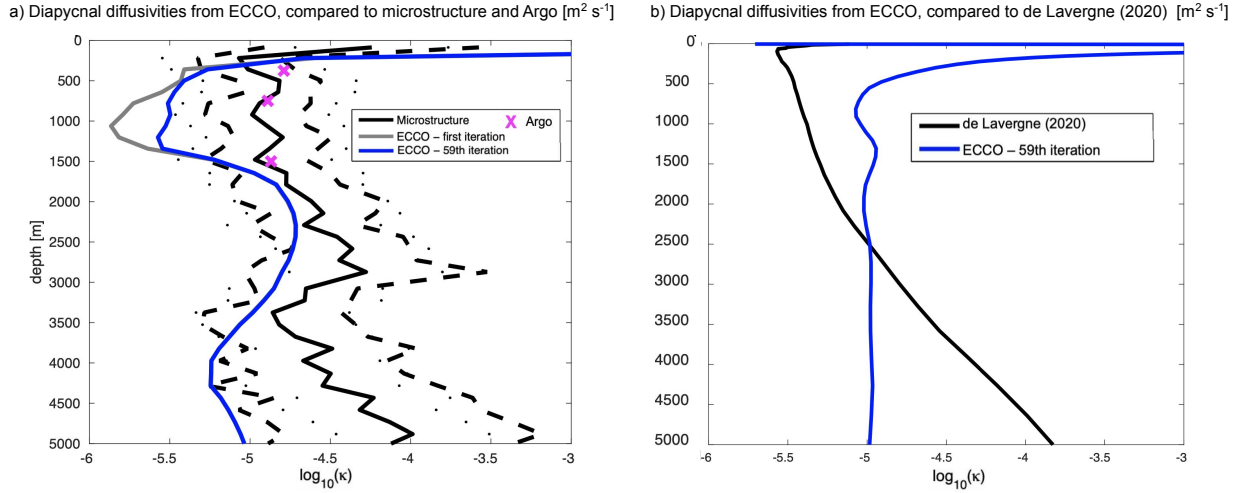 a) Diapycnal diffusivities from ECCO, compared to microstructure and Argo [m² s⁻¹]
0
500
1000
1500
2000
2500
3000
3500
4000
4500
5000
depth [m]
Microstructure
X Argo
ECCO – first iteration
ECCO – 59th iteration
-6 -5.5 -5 -4.5 -4 -3.5 -3
log₁₀(κ)
b) Diapycnal diffusivities from ECCO, compared to de Lavergne (2020) [m² s⁻¹]
0
500
1000
1500
2000
2500
3000
3500
4000
4500
5000
de Lavergne (2020)
ECCO – 59th iteration
-6 -5.5 -5 -4.5 -4 -3.5 -3
log₁₀(κ)